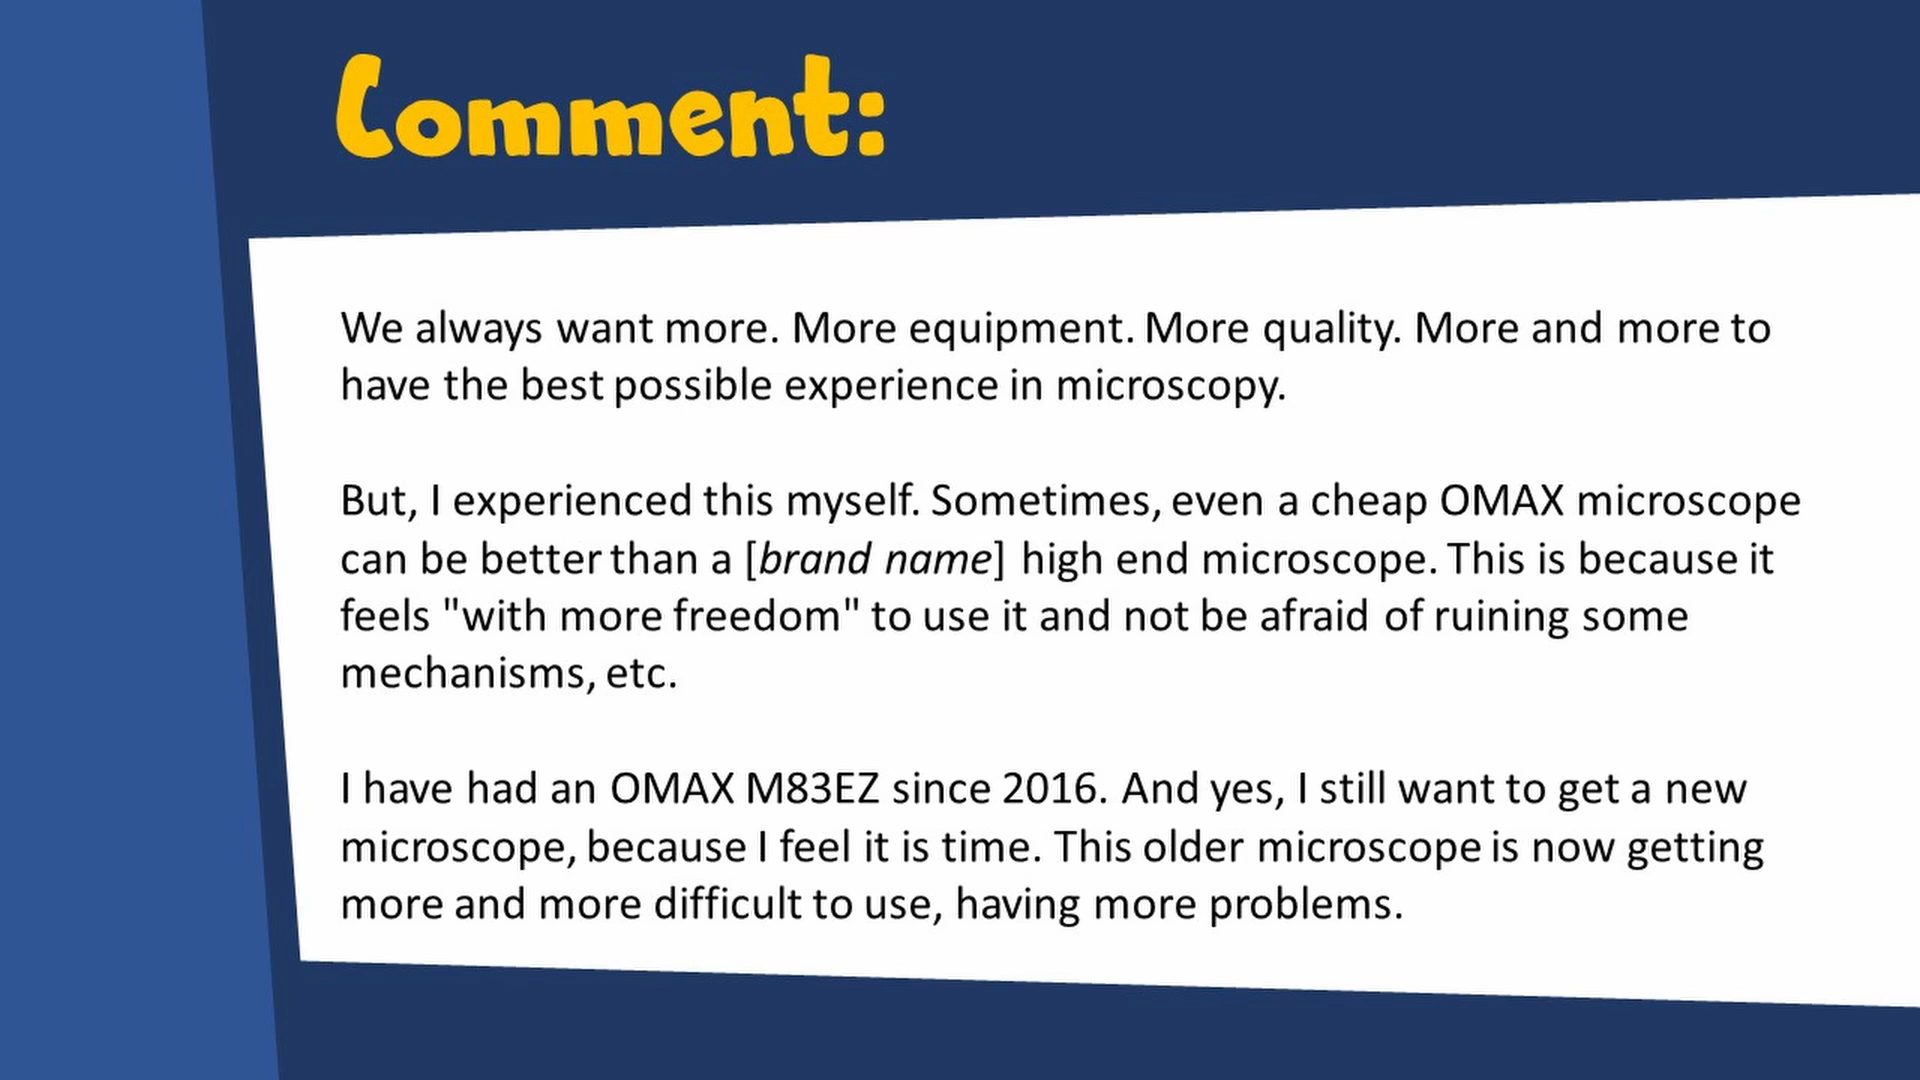 Comment:
We always want more. More equipment. More quality. More and more to
have the best possible experience in microscopy.
But, I experienced this myself. Sometimes, even a cheap OMAX microscope
can be better than a [brand name] high end microscope. This is because it
feels "with more freedom" to use it and not be afraid of ruining some
mechanisms, etc.
I have had an OMAX M83EZ since 2016. And yes, I still want to get a new
microscope, because I feel it is time. This older microscope is now getting
more and more difficult to use, having more problems.